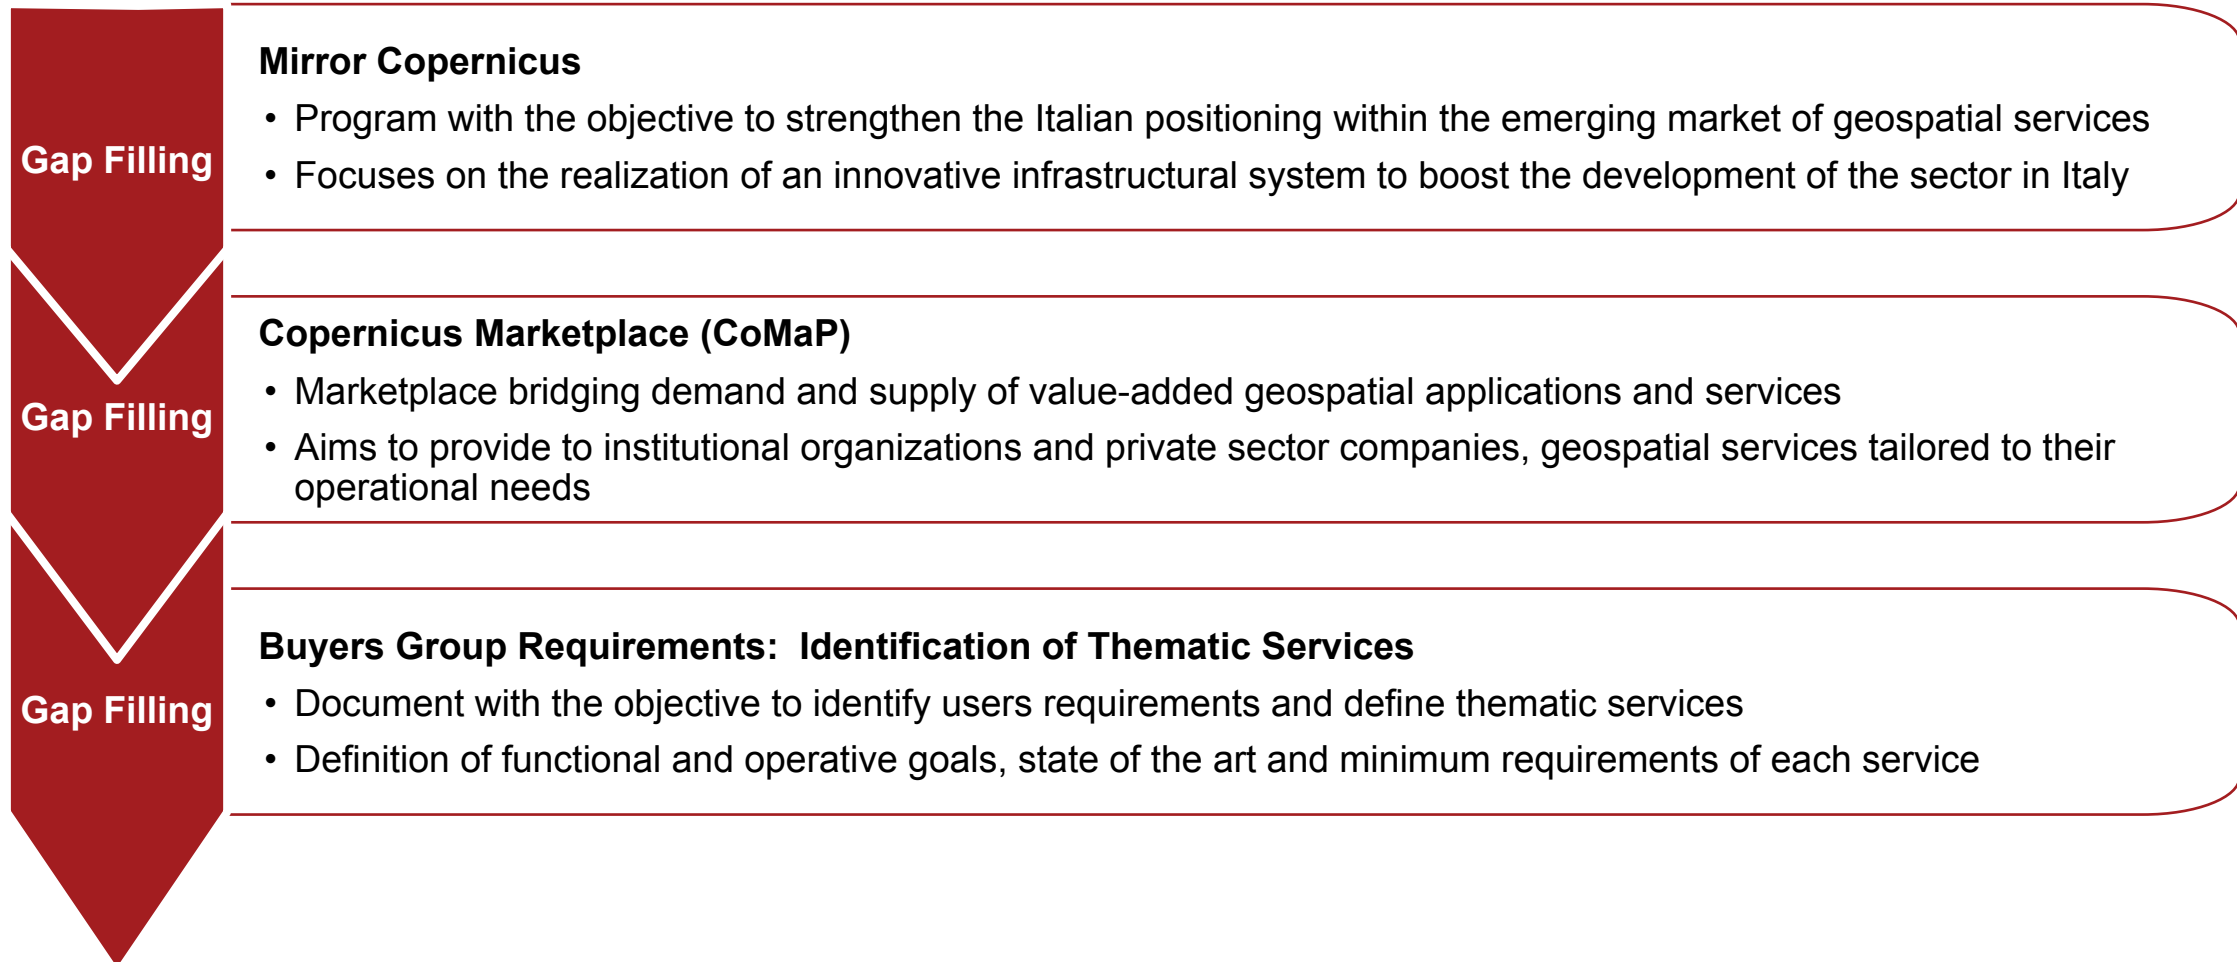 Gap Filling
Mirror Copernicus
• Program with the objective to strengthen the Italian positioning within the emerging market of geospatial services
• Focuses on the realization of an innovative infrastructural system to boost the development of the sector in Italy
Gap Filling
Copernicus Marketplace (CoMaP)
• Marketplace bridging demand and supply of value-added geospatial applications and services
• Aims to provide to institutional organizations and private sector companies, geospatial services tailored to their
operational needs
Gap Filling
Buyers Group Requirements:  Identification of Thematic Services
• Document with the objective to identify users requirements and define thematic services
• Definition of functional and operative goals, state of the art and minimum requirements of each service